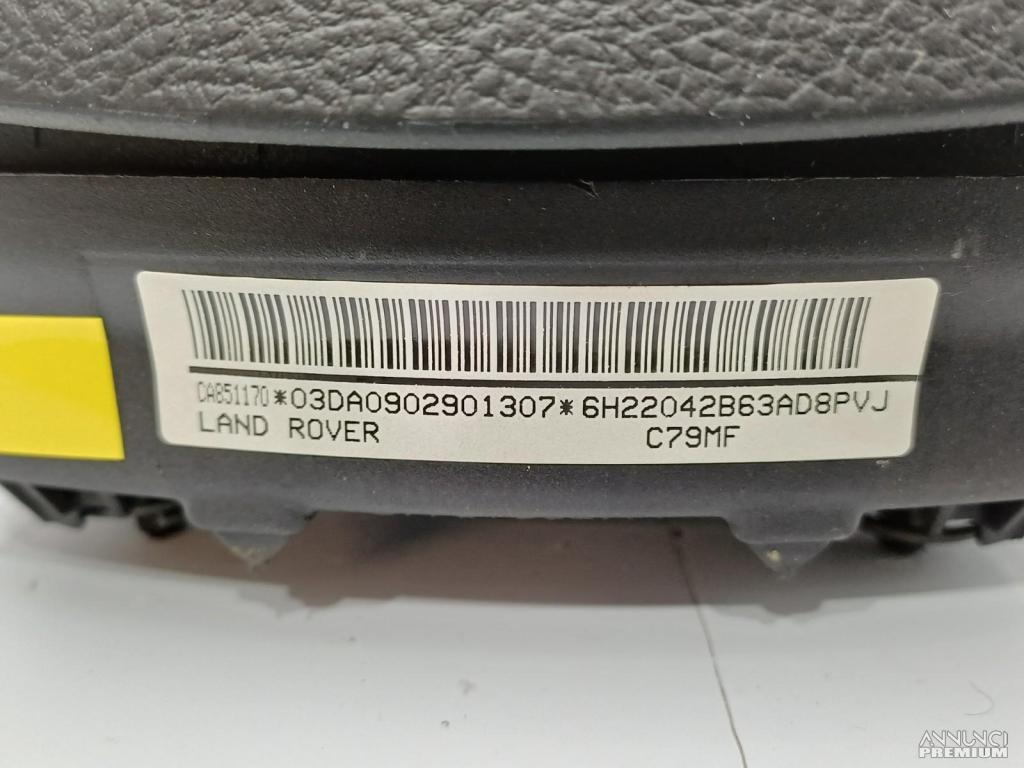 CA851170*03DA0902901307*6H22042B63AD8PVJ
LAND ROVER C79MF
ANNUNCI
PREMIUM